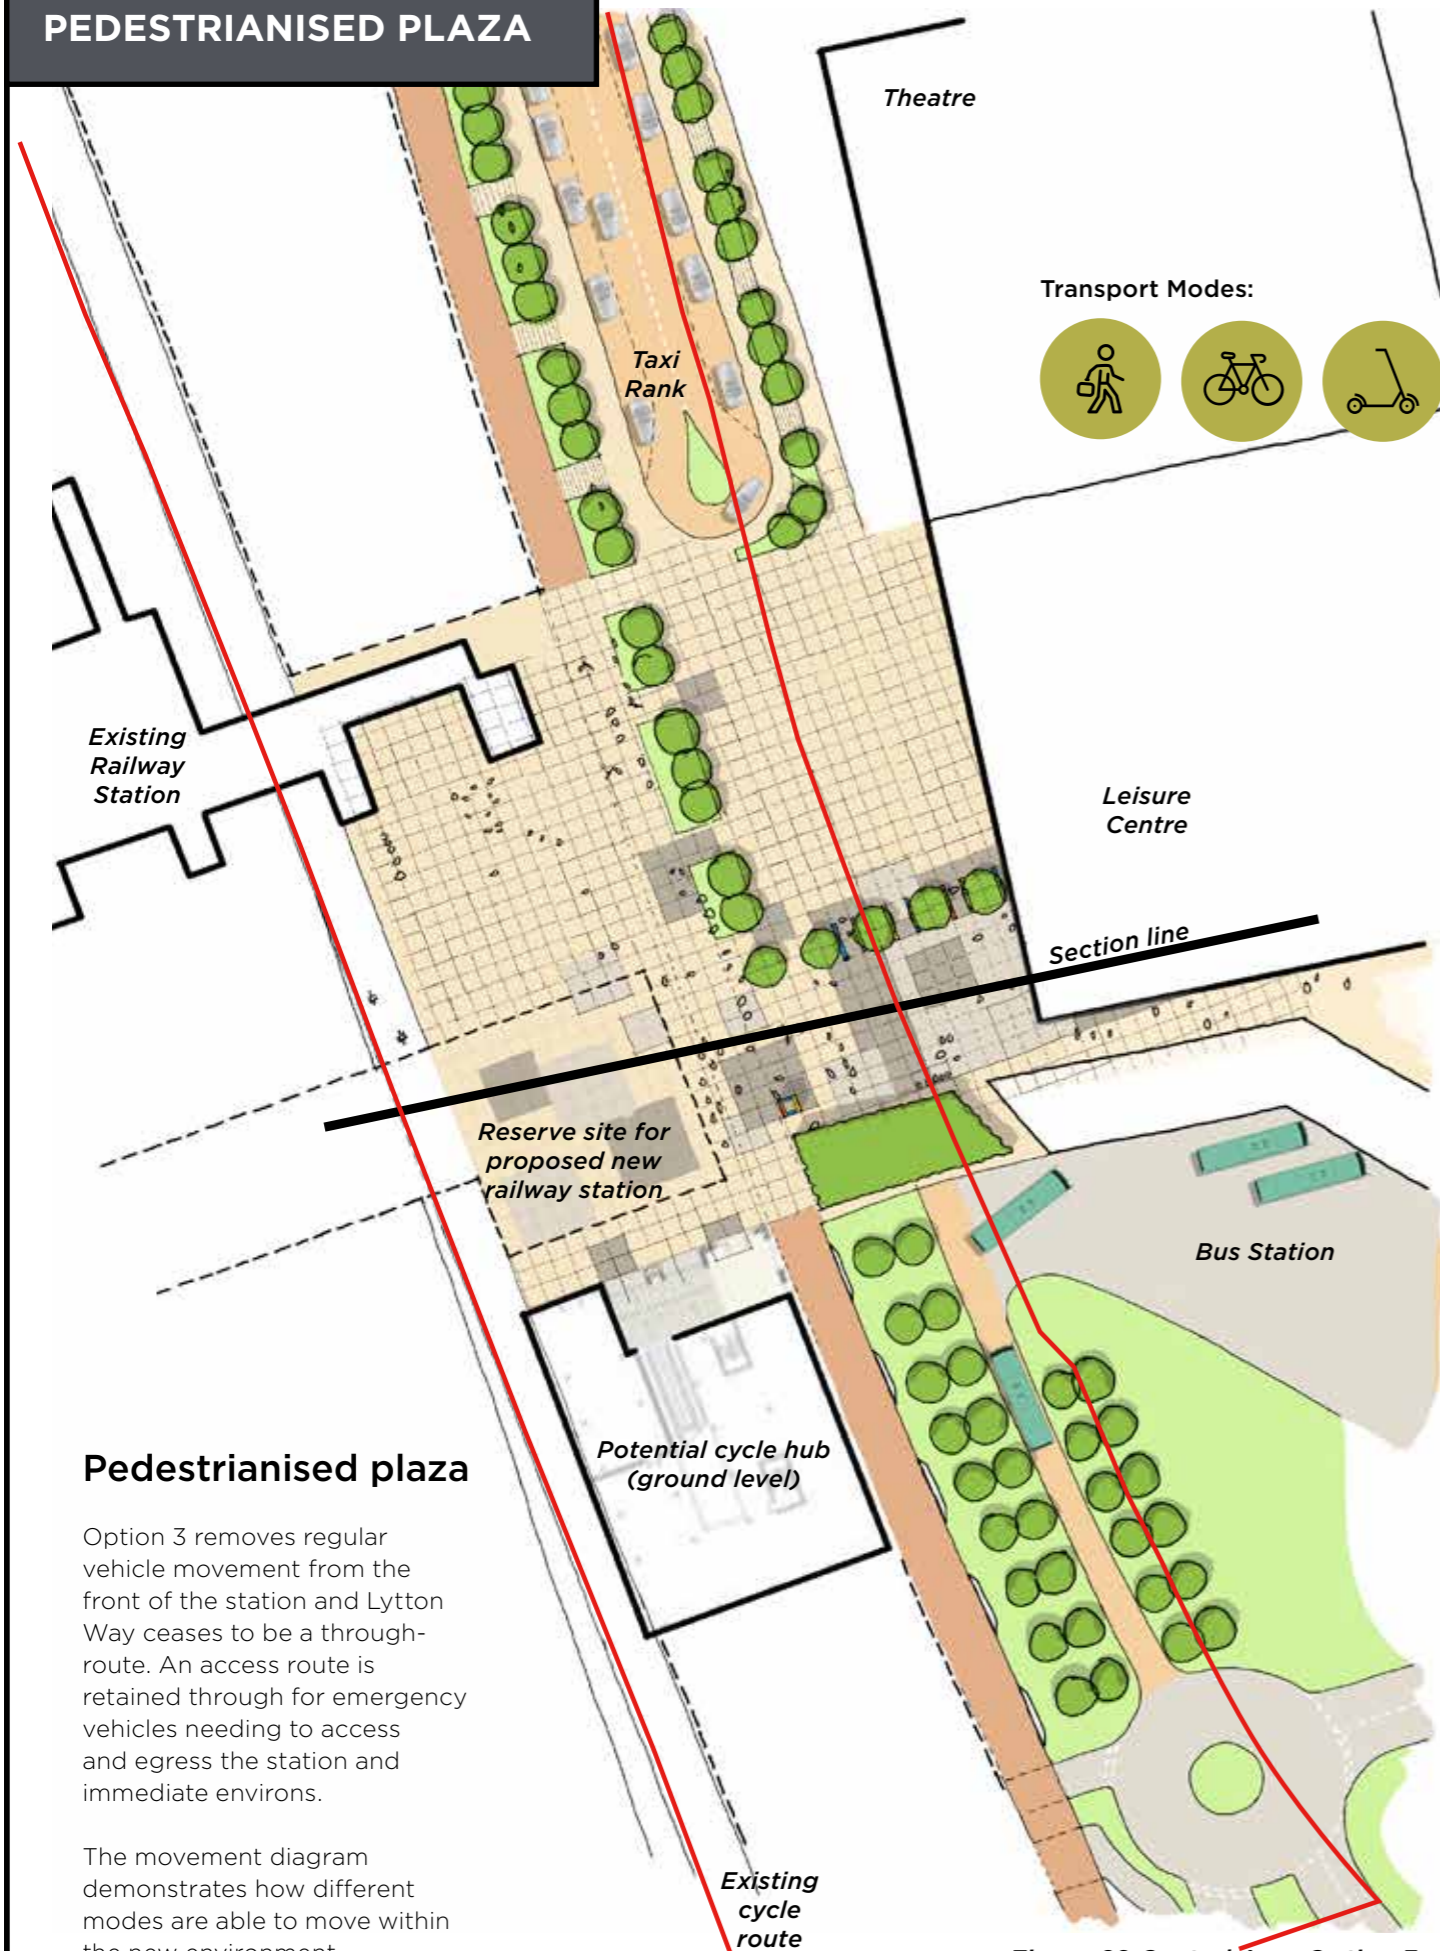 PEDESTRIANISED PLAZA
Theatre
Transport Modes:
Taxi
Rank
Existing
Railway
Station
Leisure
Centre
Section line
Reserve site for
proposed new
railway station
Bus Station
Potential cycle hub
(ground level)
Pedestrianised plaza
Option 3 removes regular
vehicle movement from the
front of the station and Lytton
Way ceases to be a through-
route. An access route is
retained through for emergency
vehicles needing to access
and egress the station and
immediate environs.
The movement diagram
demonstrates how different
modes are able to move within
the new environment
Existing
cycle
route